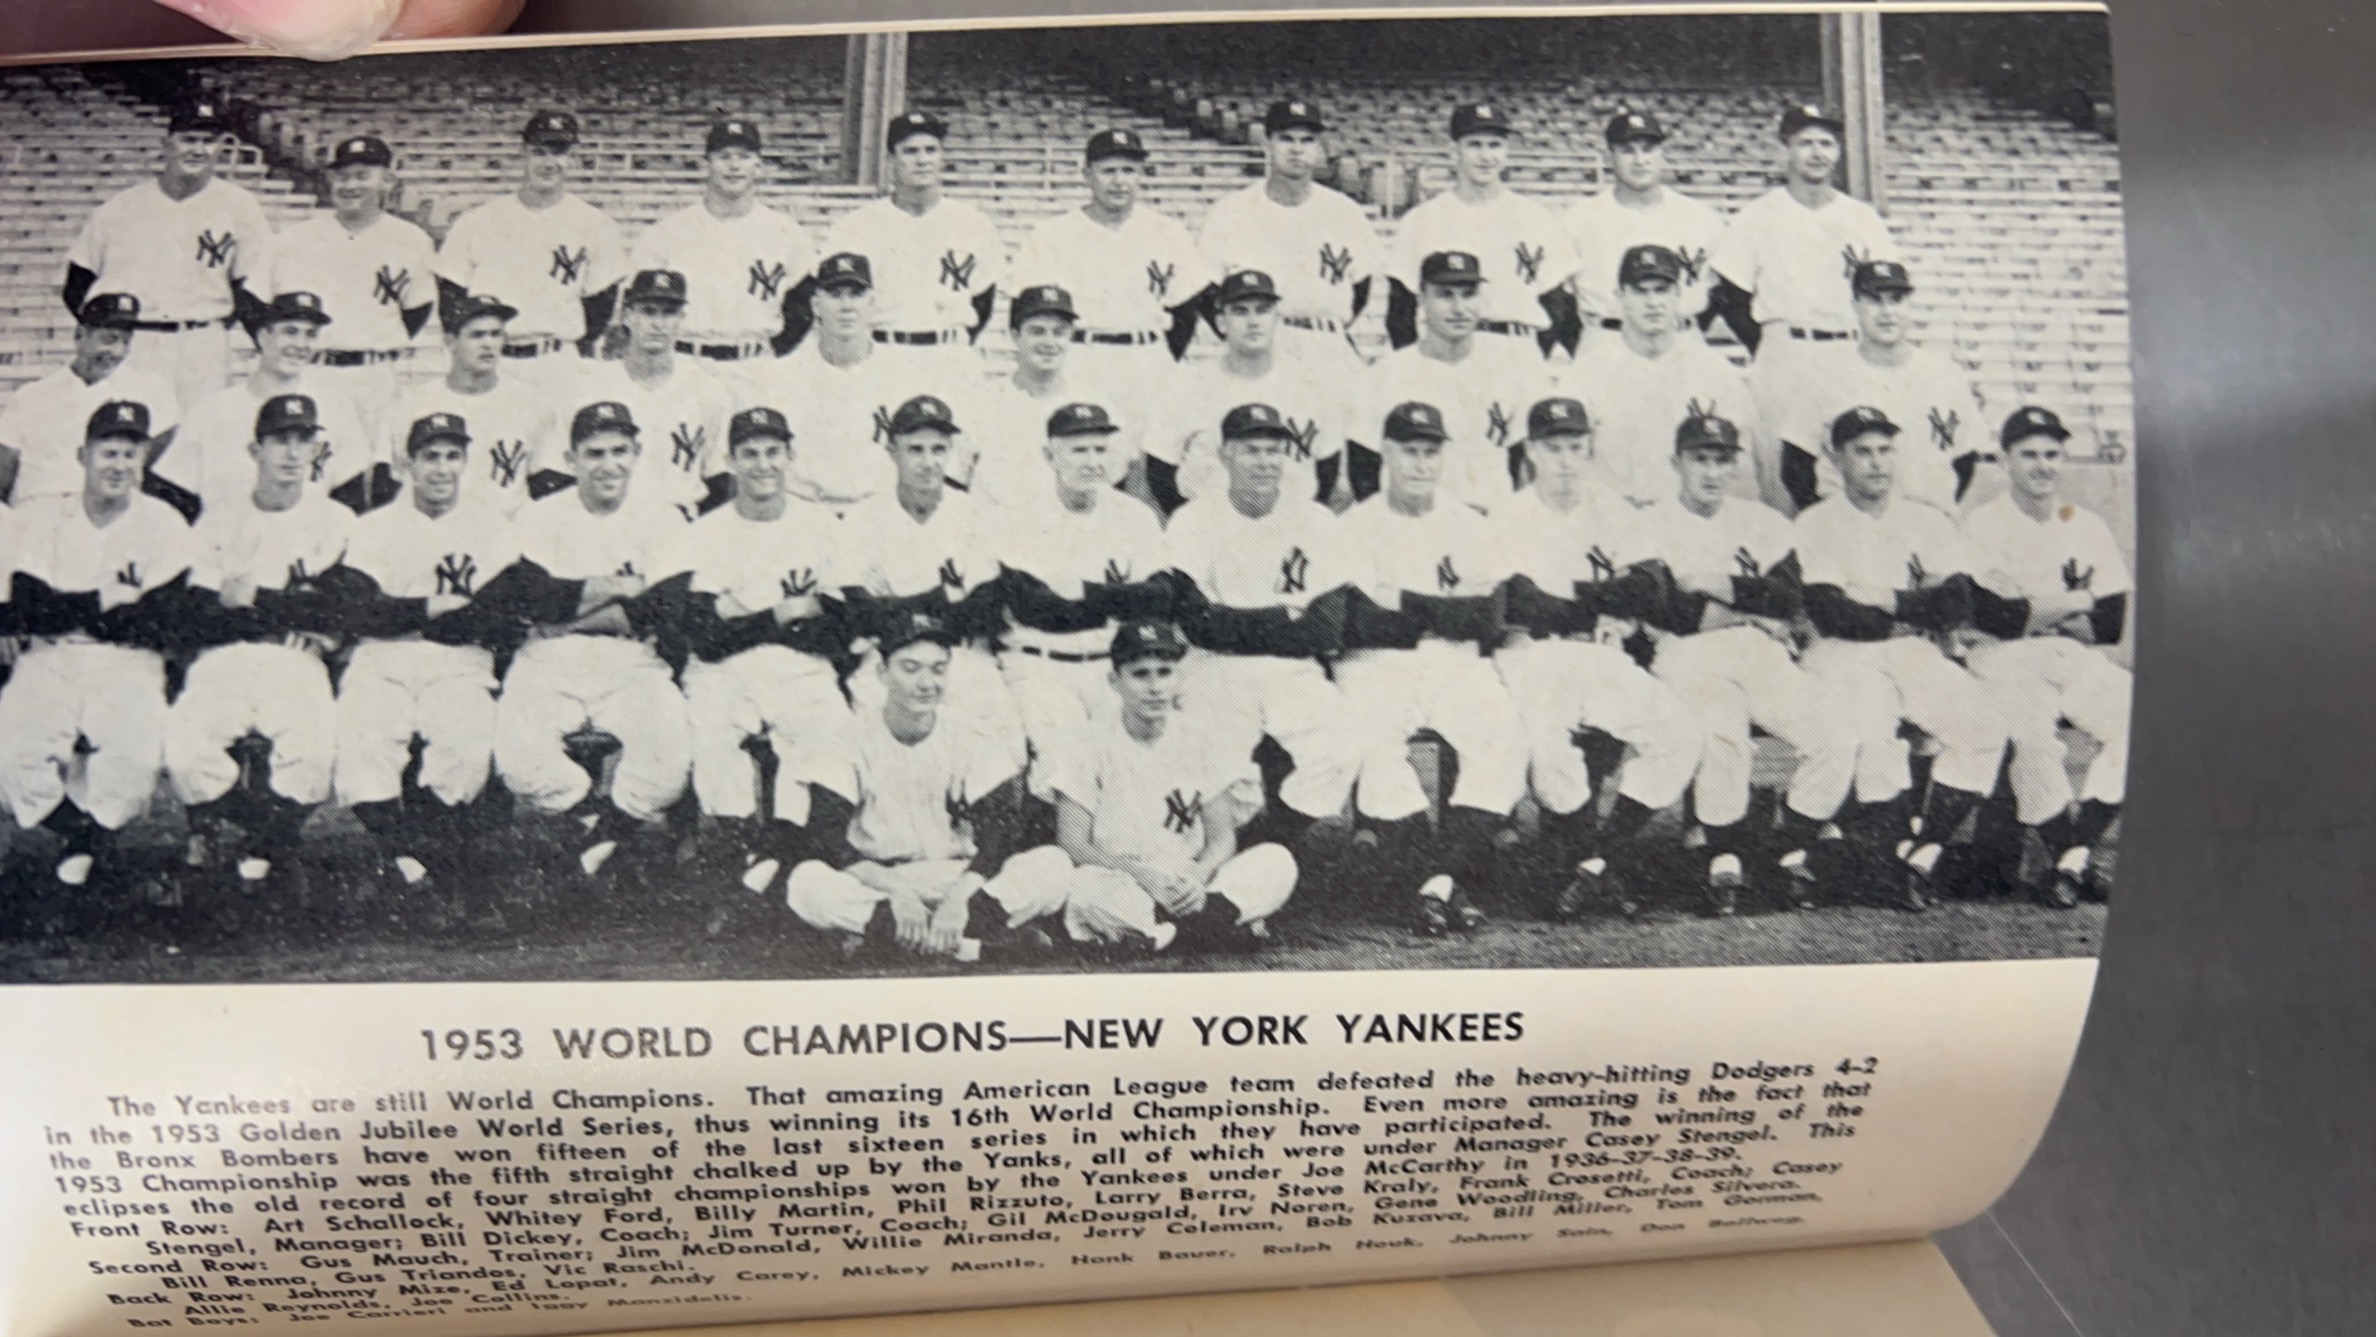 1953 WORLD CHAMPIONS—NEW YORK YANKEES
The Yankees are still World Champions. That amazing American League team defeated the heavy-hitting Dodgers 4-2
in the 1953 Golden Jubilee World Series, thus winning its 16th World Championship. Even more amazing is the fact that
the Bronx Bombers have won fifteen of the last sixteen series in which they have participated. The winning of the
1953 Championship was the fifth straight chalked up by the Yanks, all of which were under Manager Casey Stengel. This
eclipses the old record of four straight championships won by the Yankees under Joe McCarthy in 1936-37-38-39.
Front Row: Art Schallock, Whitey Ford, Billy Martin, Phil Rizzuto, Larry Berra, Steve Kraly, Frank Crosetti, Coach; Casey
Stengel, Manager; Bill Dickey, Coach; Jim Turner, Coach; Gil McDougald, Irv Noren, Gene Woodling, Charles Silvera.
Second Row: Gus Mauch, Trainer; Jim McDonald, Willie Miranda, Jerry Coleman, Bob Kuzava, Bill Miller, Tom Gorman,
Bill Renna, Gus Triandos, Vic Raschi.
Back Row: Johnny Mize, Ed Lopat, Andy Carey, Mickey Mantle, Hank Bauer, Ralph Houk, Johnny Sain, Don Bollweg,
Allie Reynolds, Joe Collins.
Bat Boys: Joe Carrieri and Iggy Manzidelis.